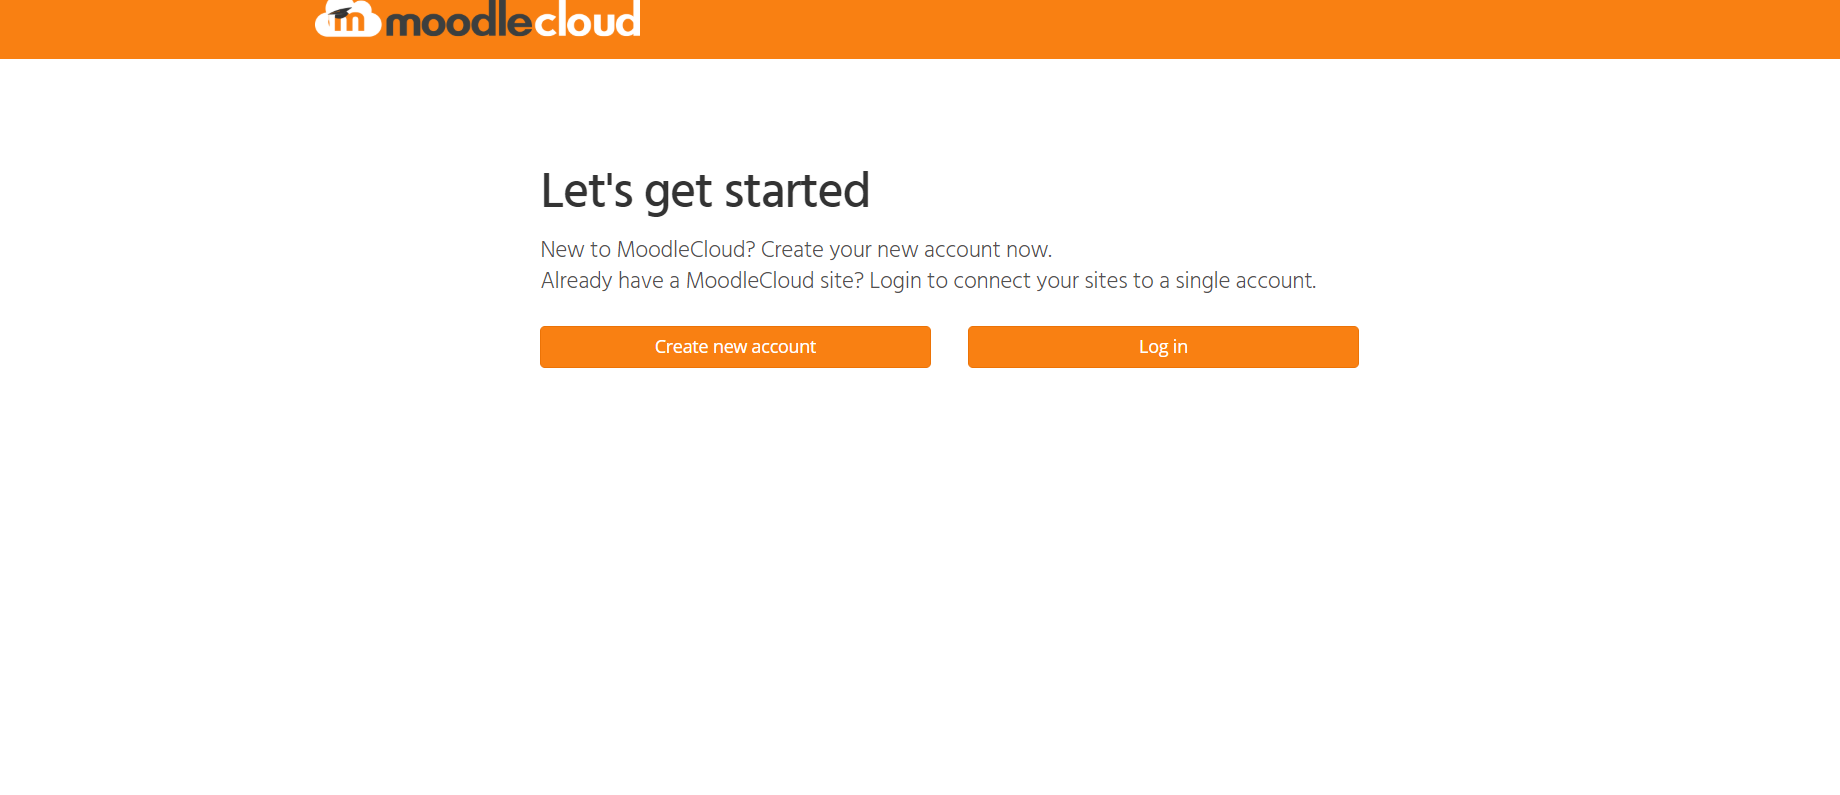 moodlecloud
Let's get started
New to MoodleCloud? Create your new account now.
Already have a MoodleCloud site? Login to connect your sites to a single account.
Create new account
Log in